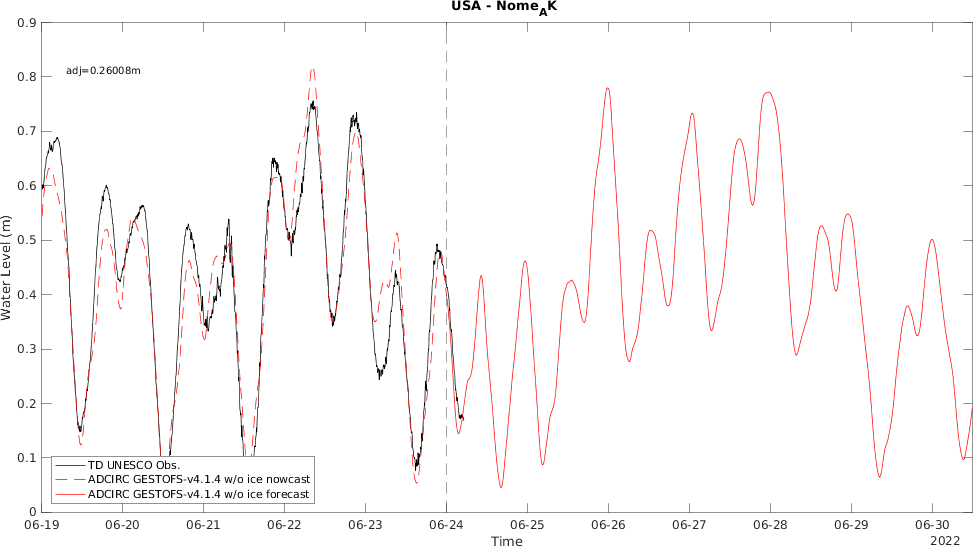 USA - Nome_AK
0.9
0.8
0.7
0.6
0.5
0.4
0.3
0.2
0.1
0
Water Level (m)
adj=0.26008m
TD UNESCO Obs.
ADCIRC GESTOFS-v4.1.4 w/o ice nowcast
ADCIRC GESTOFS-v4.1.4 w/o ice forecast
06-19 06-20 06-21 06-22 06-23 06-24 06-25 06-26 06-27 06-28 06-29 06-30
Time
2022